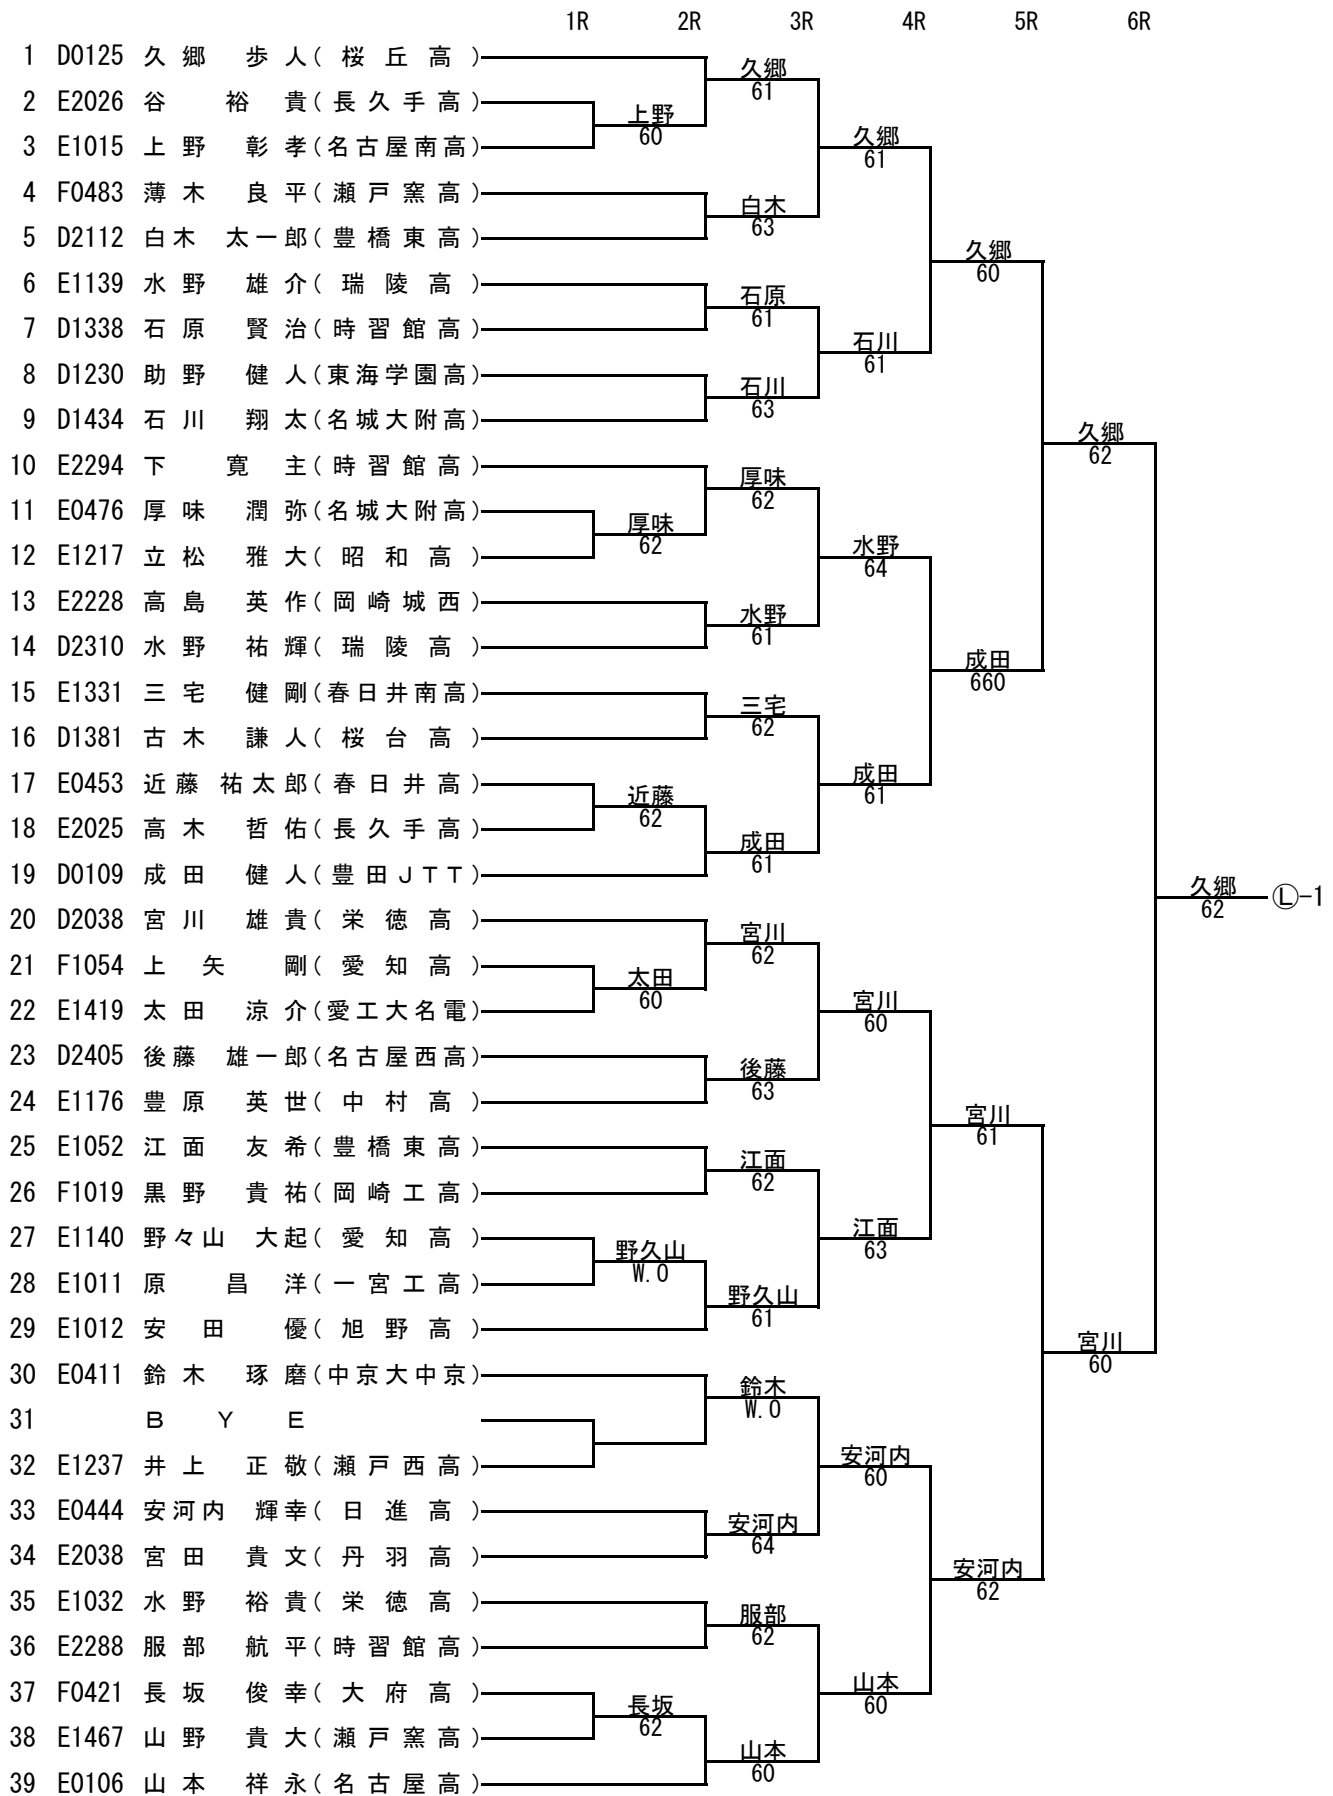 1R 2R 3R 4R 5R 6R
1 D0125 久郷 歩人(桜丘高)
久郷
61
2 E2026 谷 裕貴(長久手高)
上野
60
3 E1015 上野 彰孝(名古屋南高)
久郷
61
4 F0483 薄木 良平(瀬戸窯高)
白木
63
5 D2112 白木 太一郎(豊橋東高)
久郷
60
6 E1139 水野 雄介(瑞陵高)
石原
61
7 D1338 石原 賢治(時習館高)
石川
61
8 D1230 助野 健人(東海学園高)
石川
63
9 D1434 石川 翔太(名城大附高)
久郷
62
10 E2294 下 寛主(時習館高)
厚味
62
11 E0476 厚味 潤弥(名城大附高)
厚味
62
12 E1217 立松 雅大(昭和高)
水野
64
13 E2228 高島 英作(岡崎城西)
水野
61
14 D2310 水野 祐輝(瑞陵高)
成田
660
15 E1331 三宅 健剛(春日井南高)
三宅
62
16 D1381 古木 謙人(桜台高)
成田
61
17 E0453 近藤 祐太郎(春日井高)
近藤
62
18 E2025 高木 哲佑(長久手高)
成田
61
19 D0109 成田 健人(豊田JTT)
久郷
62
Ⓛ-1
20 D2038 宮川 雄貴(栄徳高)
宮川
62
21 F1054 上矢 剛(愛知高)
太田
60
22 E1419 太田 涼介(愛工大名電)
宮川
60
23 D2405 後藤 雄一郎(名古屋西高)
後藤
63
24 E1176 豊原 英世(中村高)
宮川
61
25 E1052 江面 友希(豊橋東高)
江面
62
26 F1019 黒野 貴祐(岡崎工高)
江面
63
27 E1140 野々山 大起(愛知高)
野久山
W.O
28 E1011 原 昌洋(一宮工高)
野久山
61
29 E1012 安田 優(旭野高)
宮川
60
30 E0411 鈴木 琢磨(中京大中京)
鈴木
W.O
31 BYE
32 E1237 井上 正敬(瀬戸西高)
安河内
60
33 E0444 安河内 輝幸(日進高)
安河内
64
34 E2038 宮田 貴文(丹羽高)
安河内
62
35 E1032 水野 裕貴(栄徳高)
服部
62
36 E2288 服部 航平(時習館高)
山本
60
37 F0421 長坂 俊幸(大府高)
長坂
62
38 E1467 山野 貴大(瀬戸窯高)
山本
60
39 E0106 山本 祥永(名古屋高)